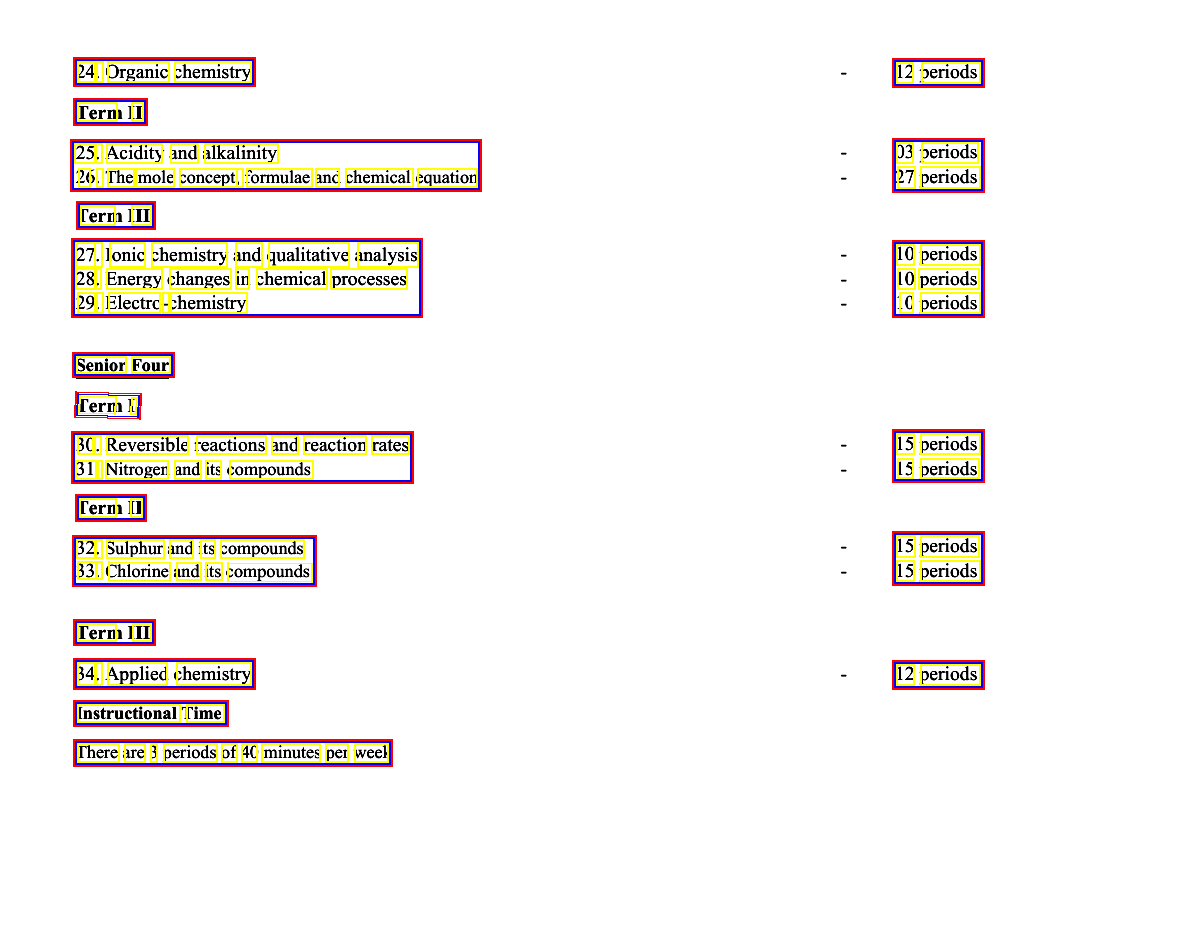 24. Organic chemistry - 12 periods
Term II
25. Acidity and alkalinity - 03 periods
26. The mole concept, formulae and chemical equation - 27 periods
Term III
27. Ionic chemistry and qualitative analysis - 10 periods
28. Energy changes in chemical processes - 10 periods
29. Electro-chemistry - 10 periods
Senior Four
Term I
30. Reversible reactions and reaction rates - 15 periods
31 Nitrogen and its compounds - 15 periods
Term II
32. Sulphur and its compounds - 15 periods
33. Chlorine and its compounds - 15 periods
Term III
34. Applied chemistry - 12 periods
Instructional Time
There are 3 periods of 40 minutes per week